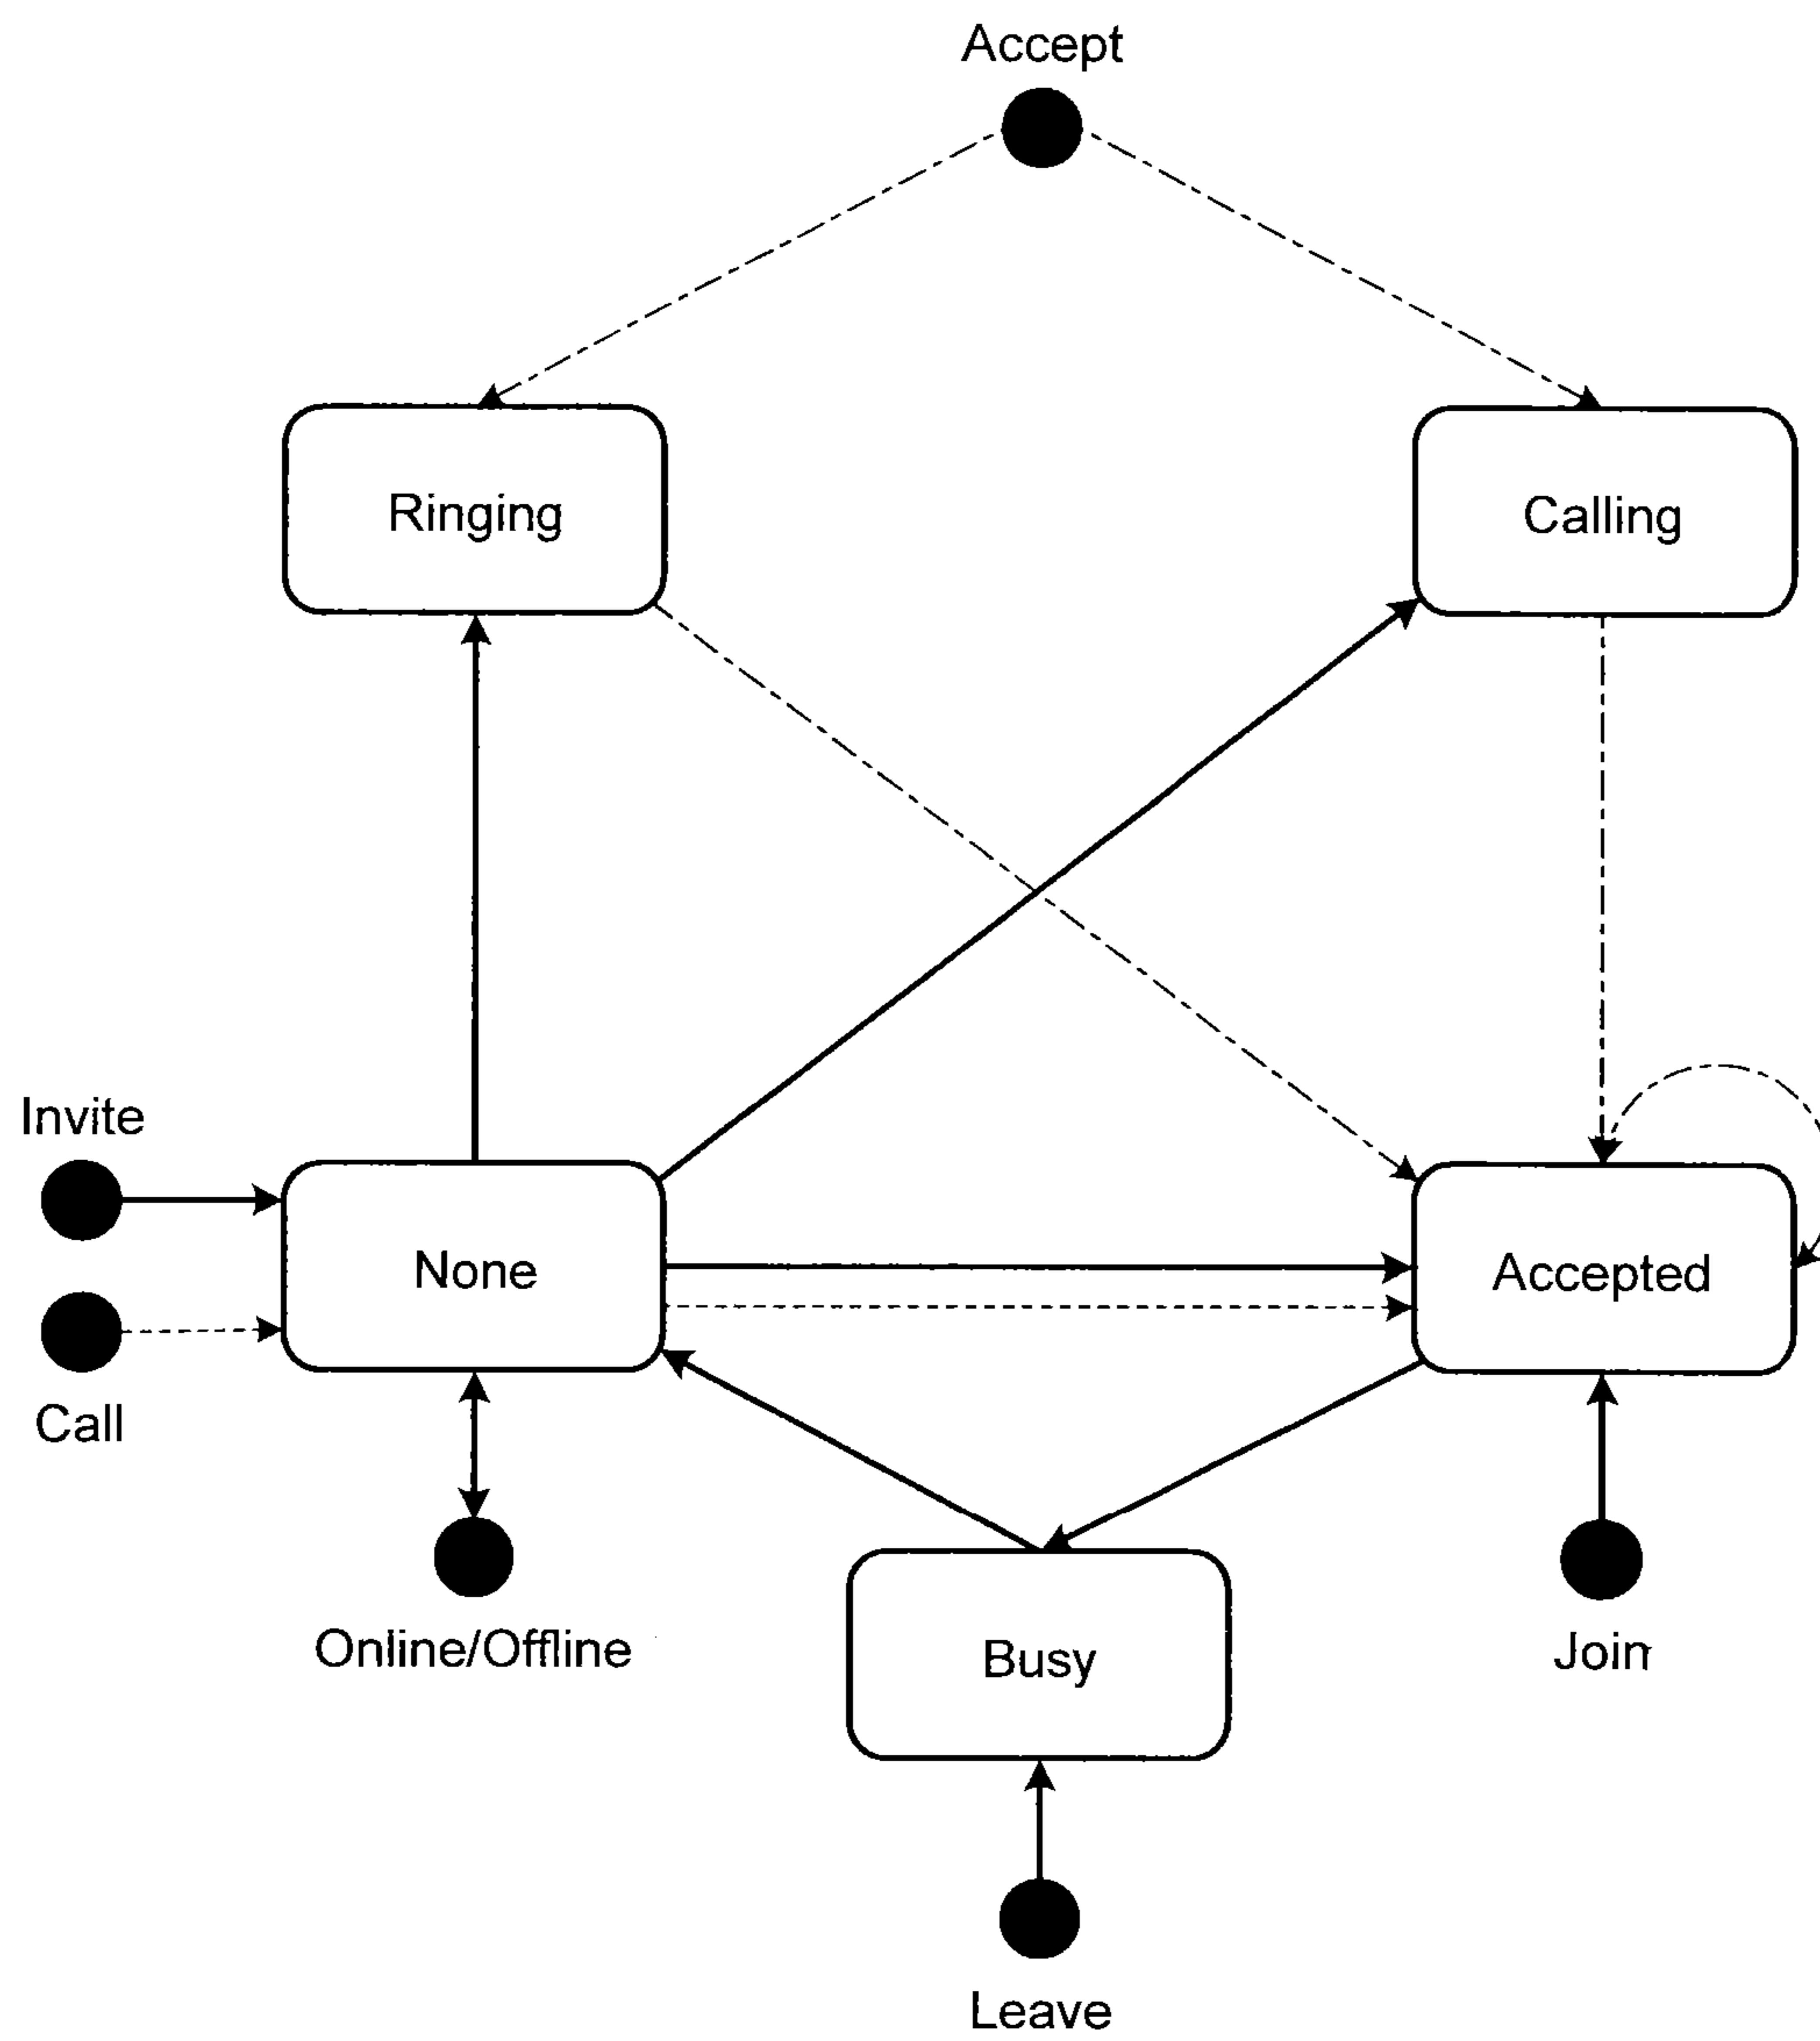 Accept
Ringing
Calling
Invite
None
Accepted
Call
Online/Offline
Busy
Join
Leave